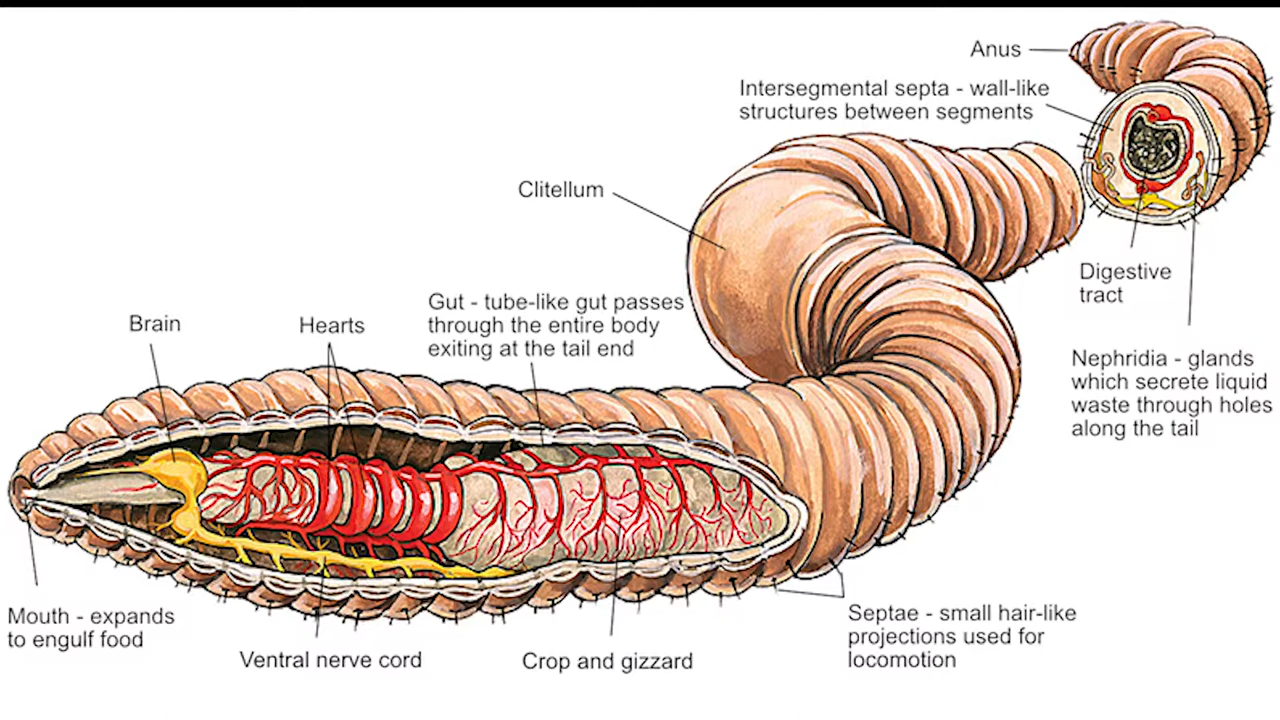 Anus
Intersegmental septa - wall-like
structures between segments
Clitellum
Digestive
tract
Gut - tube-like gut passes
through the entire body
exiting at the tail end
Brain
Hearts
Nephridia - glands
which secrete liquid
waste through holes
along the tail
Mouth - expands
to engulf food
Ventral nerve cord
Crop and gizzard
Septae - small hair-like
projections used for
locomotion